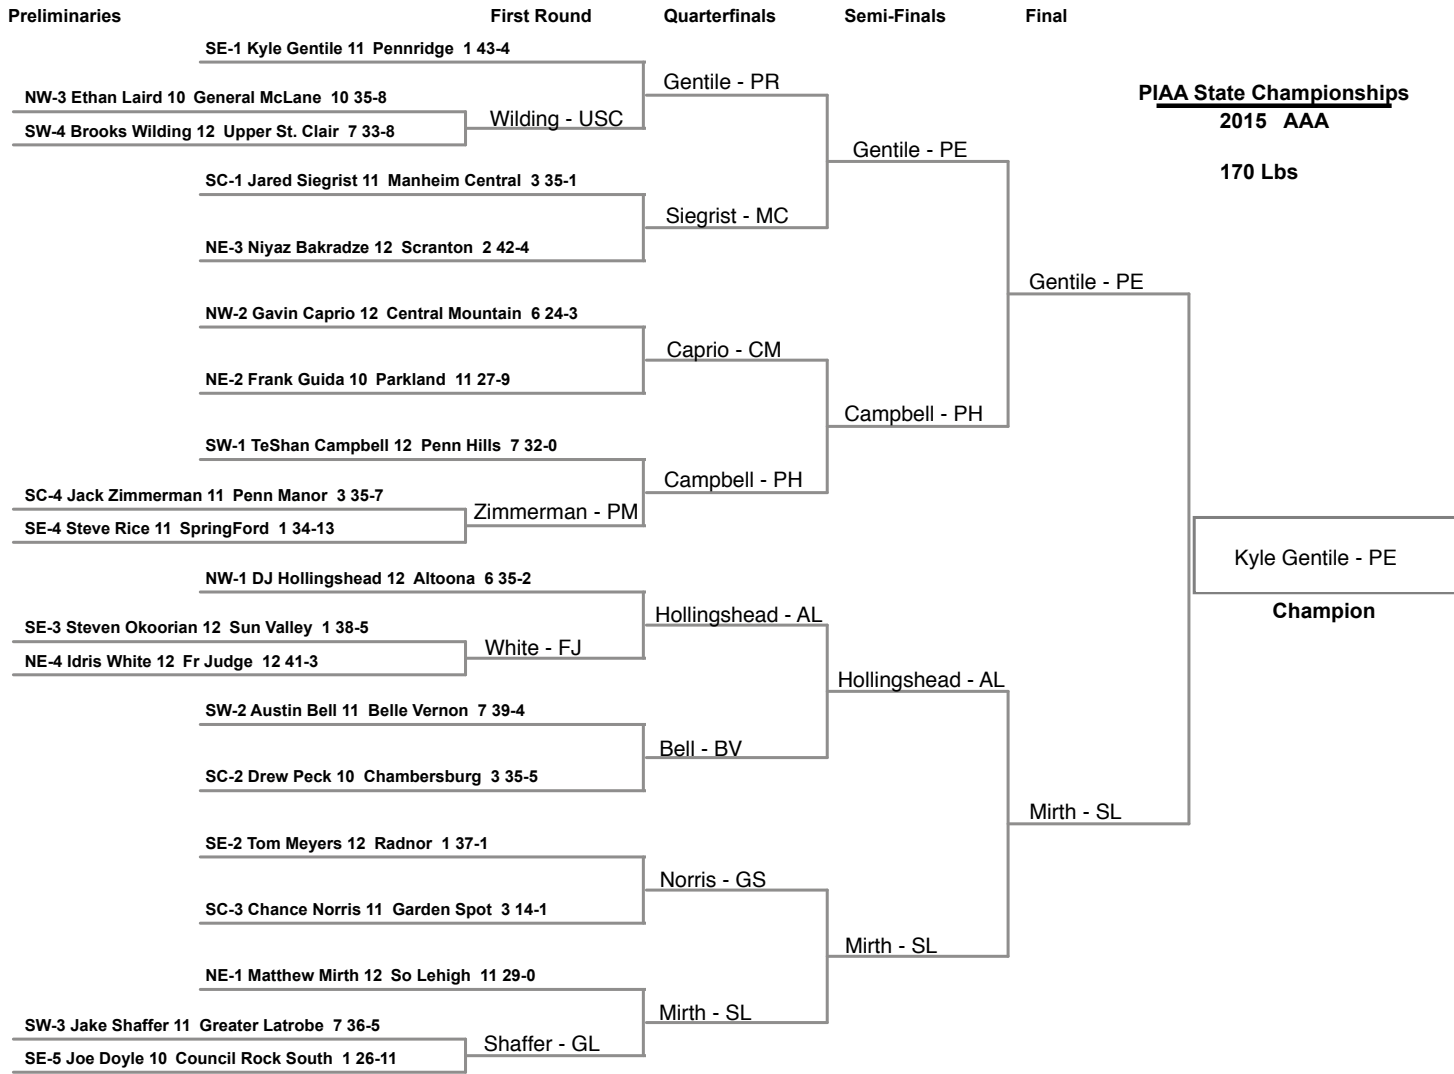 Preliminaries
First Round
Quarterfinals
Semi-Finals
Final
PIAA State Championships
2015 AAA
170 Lbs
SE-1 Kyle Gentile 11 Pennridge 1 43-4
Gentile - PR
NW-3 Ethan Laird 10 General McLane 10 35-8
Wilding - USC
SW-4 Brooks Wilding 12 Upper St. Clair 7 33-8
Gentile - PE
SC-1 Jared Siegrist 11 Manheim Central 3 35-1
Siegrist - MC
NE-3 Niyaz Bakradze 12 Scranton 2 42-4
Gentile - PE
NW-2 Gavin Caprio 12 Central Mountain 6 24-3
Caprio - CM
NE-2 Frank Guida 10 Parkland 11 27-9
Campbell - PH
SW-1 TeShan Campbell 12 Penn Hills 7 32-0
Campbell - PH
SC-4 Jack Zimmerman 11 Penn Manor 3 35-7
Zimmerman - PM
SE-4 Steve Rice 11 SpringFord 1 34-13
Kyle Gentile - PE
Champion
NW-1 DJ Hollingshead 12 Altoona 6 35-2
Hollingshead - AL
SE-3 Steven Okoorian 12 Sun Valley 1 38-5
White - FJ
NE-4 Idris White 12 Fr Judge 12 41-3
Hollingshead - AL
SW-2 Austin Bell 11 Belle Vernon 7 39-4
Bell - BV
SC-2 Drew Peck 10 Chambersburg 3 35-5
Mirth - SL
SE-2 Tom Meyers 12 Radnor 1 37-1
Norris - GS
SC-3 Chance Norris 11 Garden Spot 3 14-1
Mirth - SL
NE-1 Matthew Mirth 12 So Lehigh 11 29-0
Mirth - SL
SW-3 Jake Shaffer 11 Greater Latrobe 7 36-5
Shaffer - GL
SE-5 Joe Doyle 10 Council Rock South 1 26-11